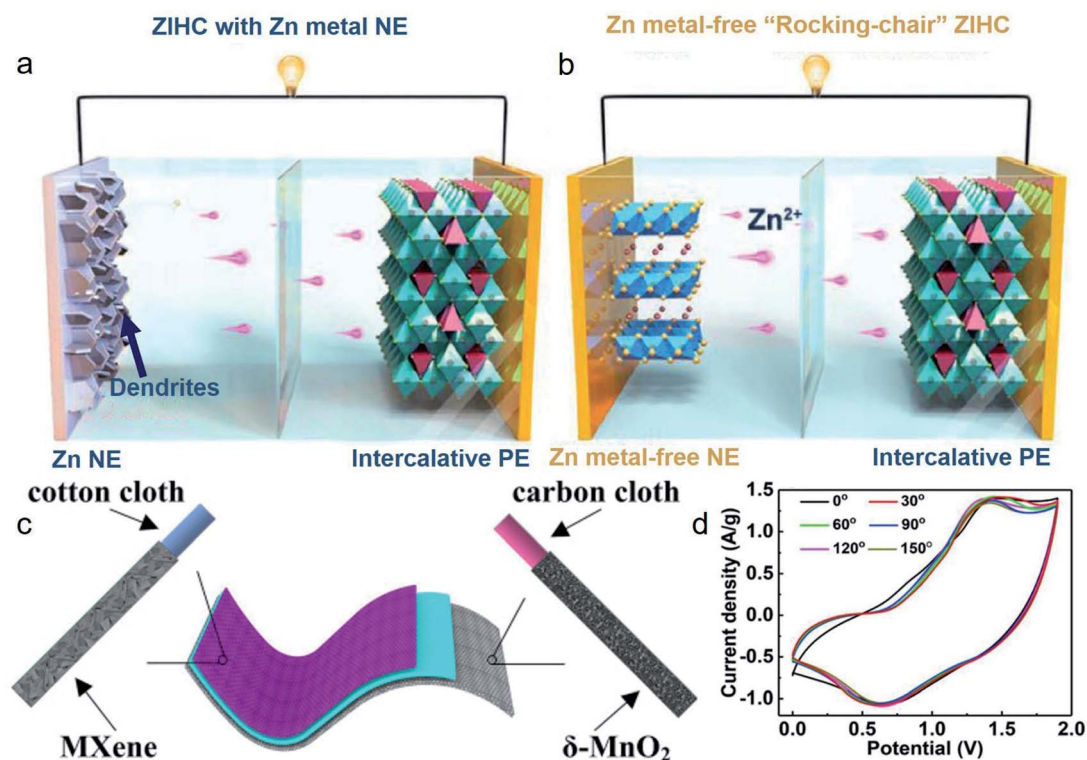 ZIHC with Zn metal NE
Zn metal-free “Rocking-chair” ZIHC
a
b
Zn²⁺
Dendrites
Zn NE
Intercalative PE
Zn metal-free NE
Intercalative PE
c
cotton cloth
carbon cloth
MXene
δ-MnO₂
d
Current density (A/g)
1.5
1.0
0.5
0.0
-0.5
-1.0
0° 30°
60° 90°
120° 150°
0.0 0.5 1.0 1.5 2.0
Potential (V)